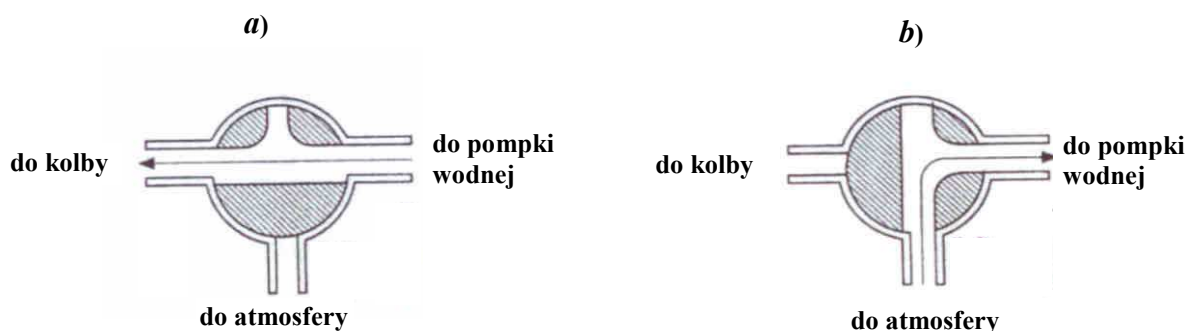 a)
do kolby
do pompki
wodnej
do atmosfery
b)
do kolby
do pompki
wodnej
do atmosfery